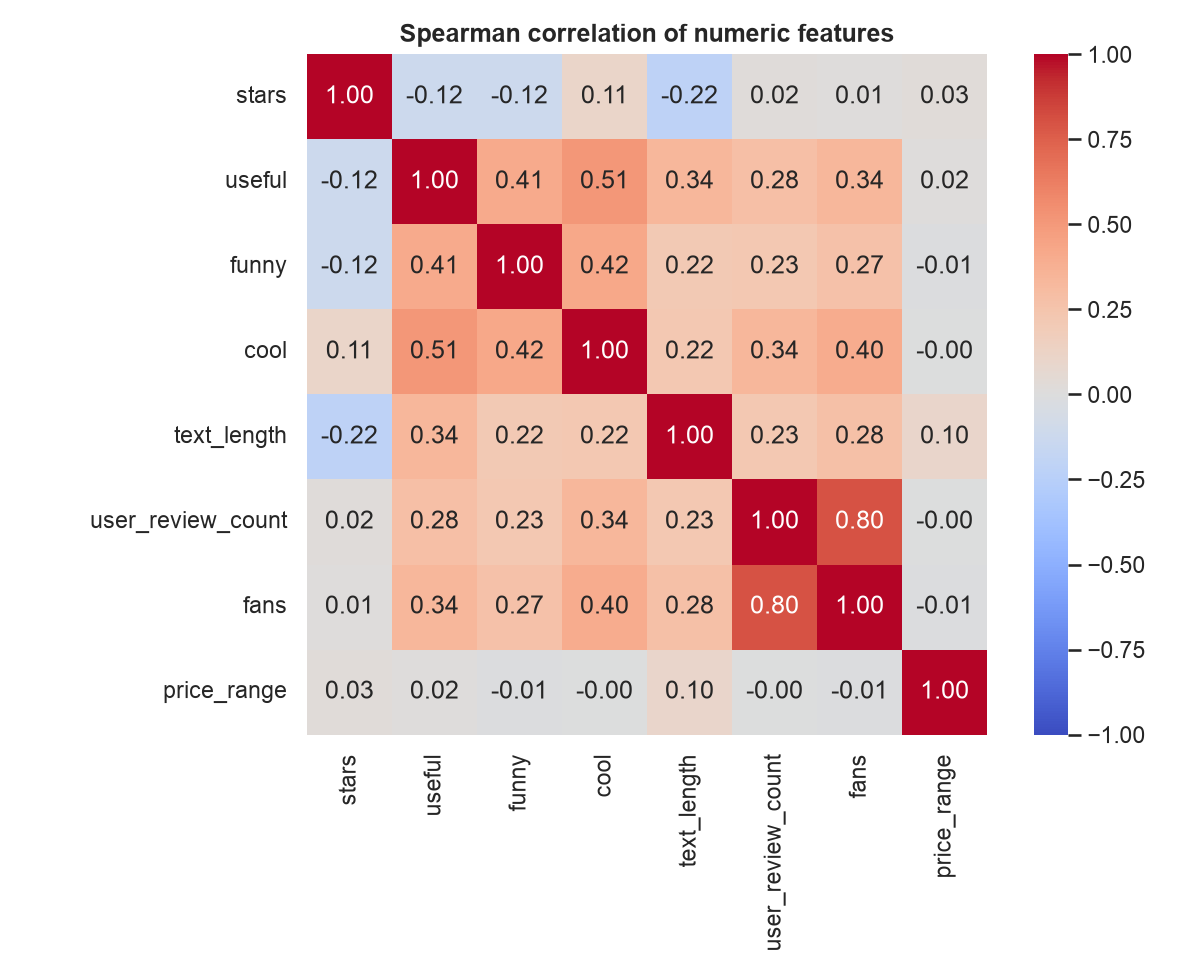 Spearman correlation of numeric features
stars 1.00 -0.12 -0.12 0.11 -0.22 0.02 0.01 0.03
useful -0.12 1.00 0.41 0.51 0.34 0.28 0.34 0.02
funny -0.12 0.41 1.00 0.42 0.22 0.23 0.27 -0.01
cool 0.11 0.51 0.42 1.00 0.22 0.34 0.40 -0.00
text_length -0.22 0.34 0.22 0.22 1.00 0.23 0.28 0.10
user_review_count 0.02 0.28 0.23 0.34 0.23 1.00 0.80 -0.00
fans 0.01 0.34 0.27 0.40 0.28 0.80 1.00 -0.01
price_range 0.03 0.02 -0.01 -0.00 0.10 -0.00 -0.01 1.00
stars useful funny cool text_length user_review_count fans price_range
1.00
0.75
0.50
0.25
0.00
−0.25
−0.50
−0.75
−1.00